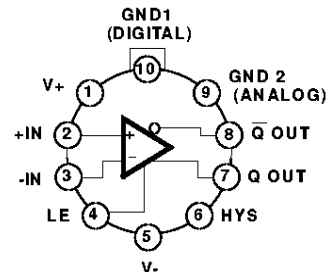 GND1
(DIGITAL)
10
V+
1
9
GND 2
(ANALOG)
+IN
2
+
8
Q̅ OUT
-IN
3
−
7
Q OUT
LE
4
6
HYS
5
V-